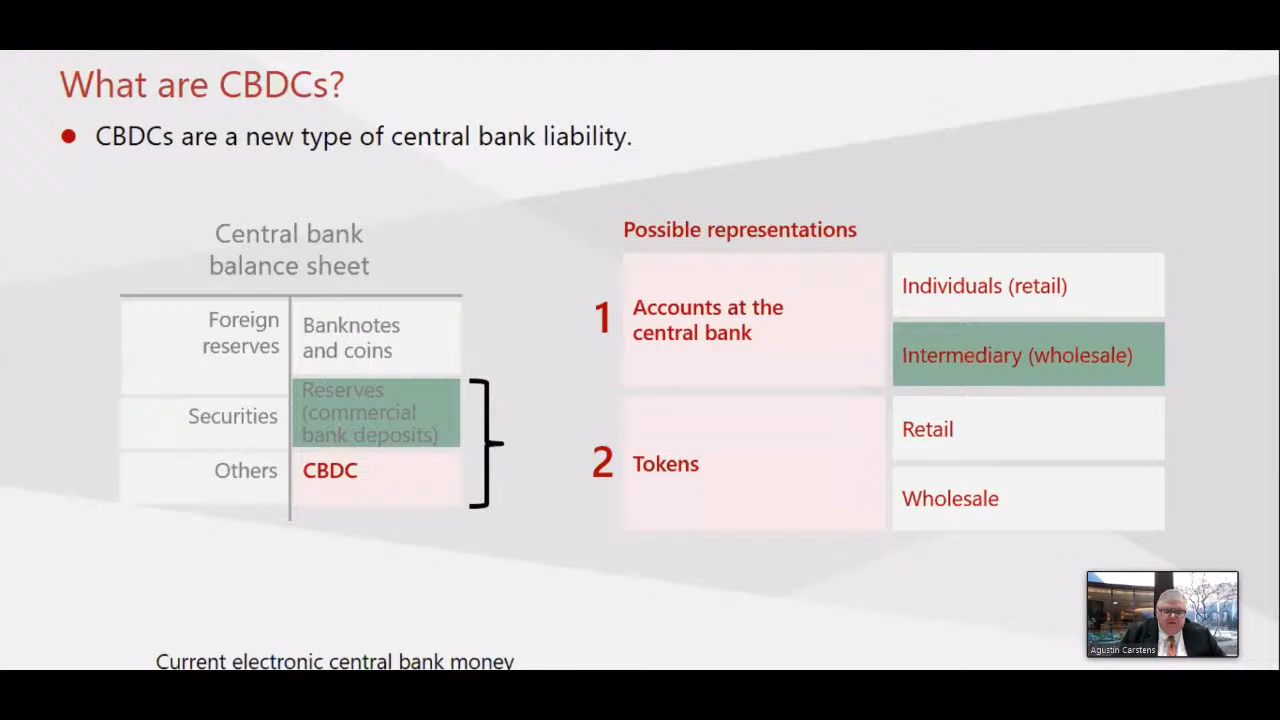 What are CBDCs?
● CBDCs are a new type of central bank liability.
Central bank
balance sheet
Foreign
reserves
Securities
Others
Banknotes
and coins
Reserves
(commercial
bank deposits)
CBDC
Possible representations
1
Accounts at the
central bank
Individuals (retail)
Intermediary (wholesale)
2
Tokens
Retail
Wholesale
Current electronic central bank money
Agustín Carstens